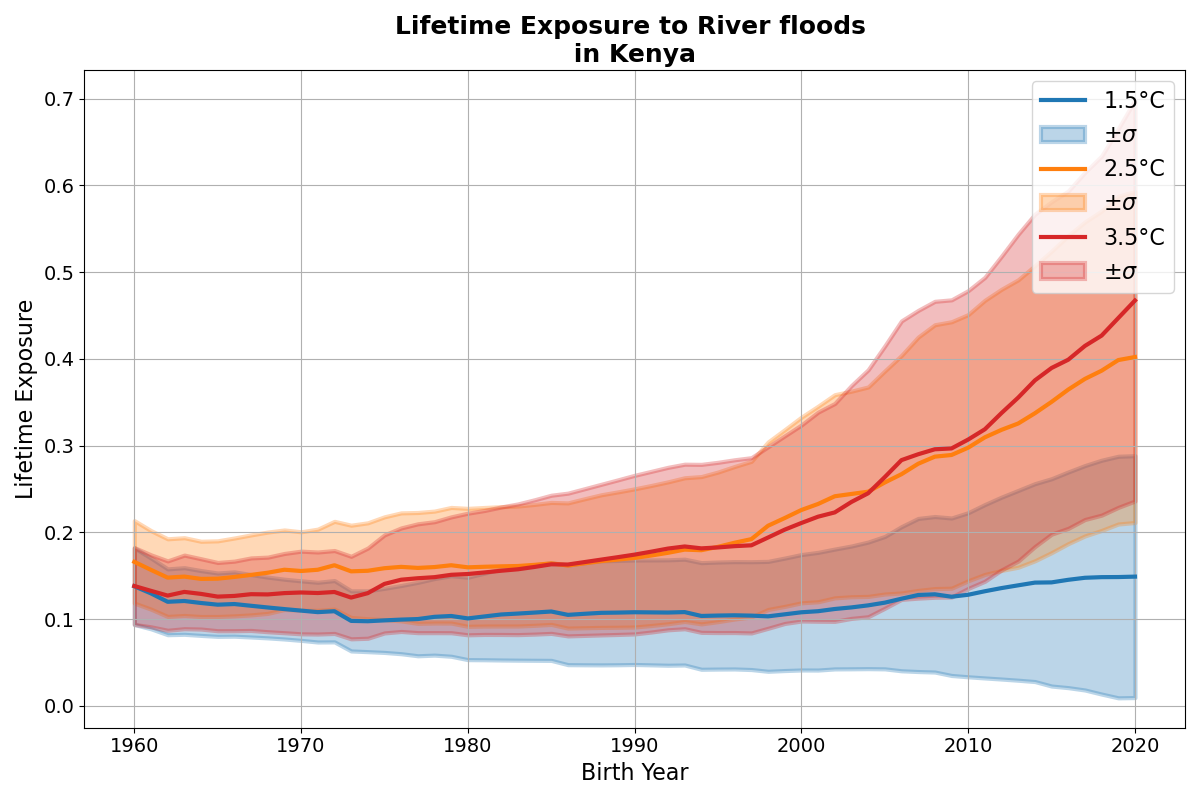 Lifetime Exposure to River floods
in Kenya
Lifetime Exposure
0.7
0.6
0.5
0.4
0.3
0.2
0.1
0.0
1.5°C
±σ
2.5°C
±σ
3.5°C
±σ
1960 1970 1980 1990 2000 2010 2020
Birth Year